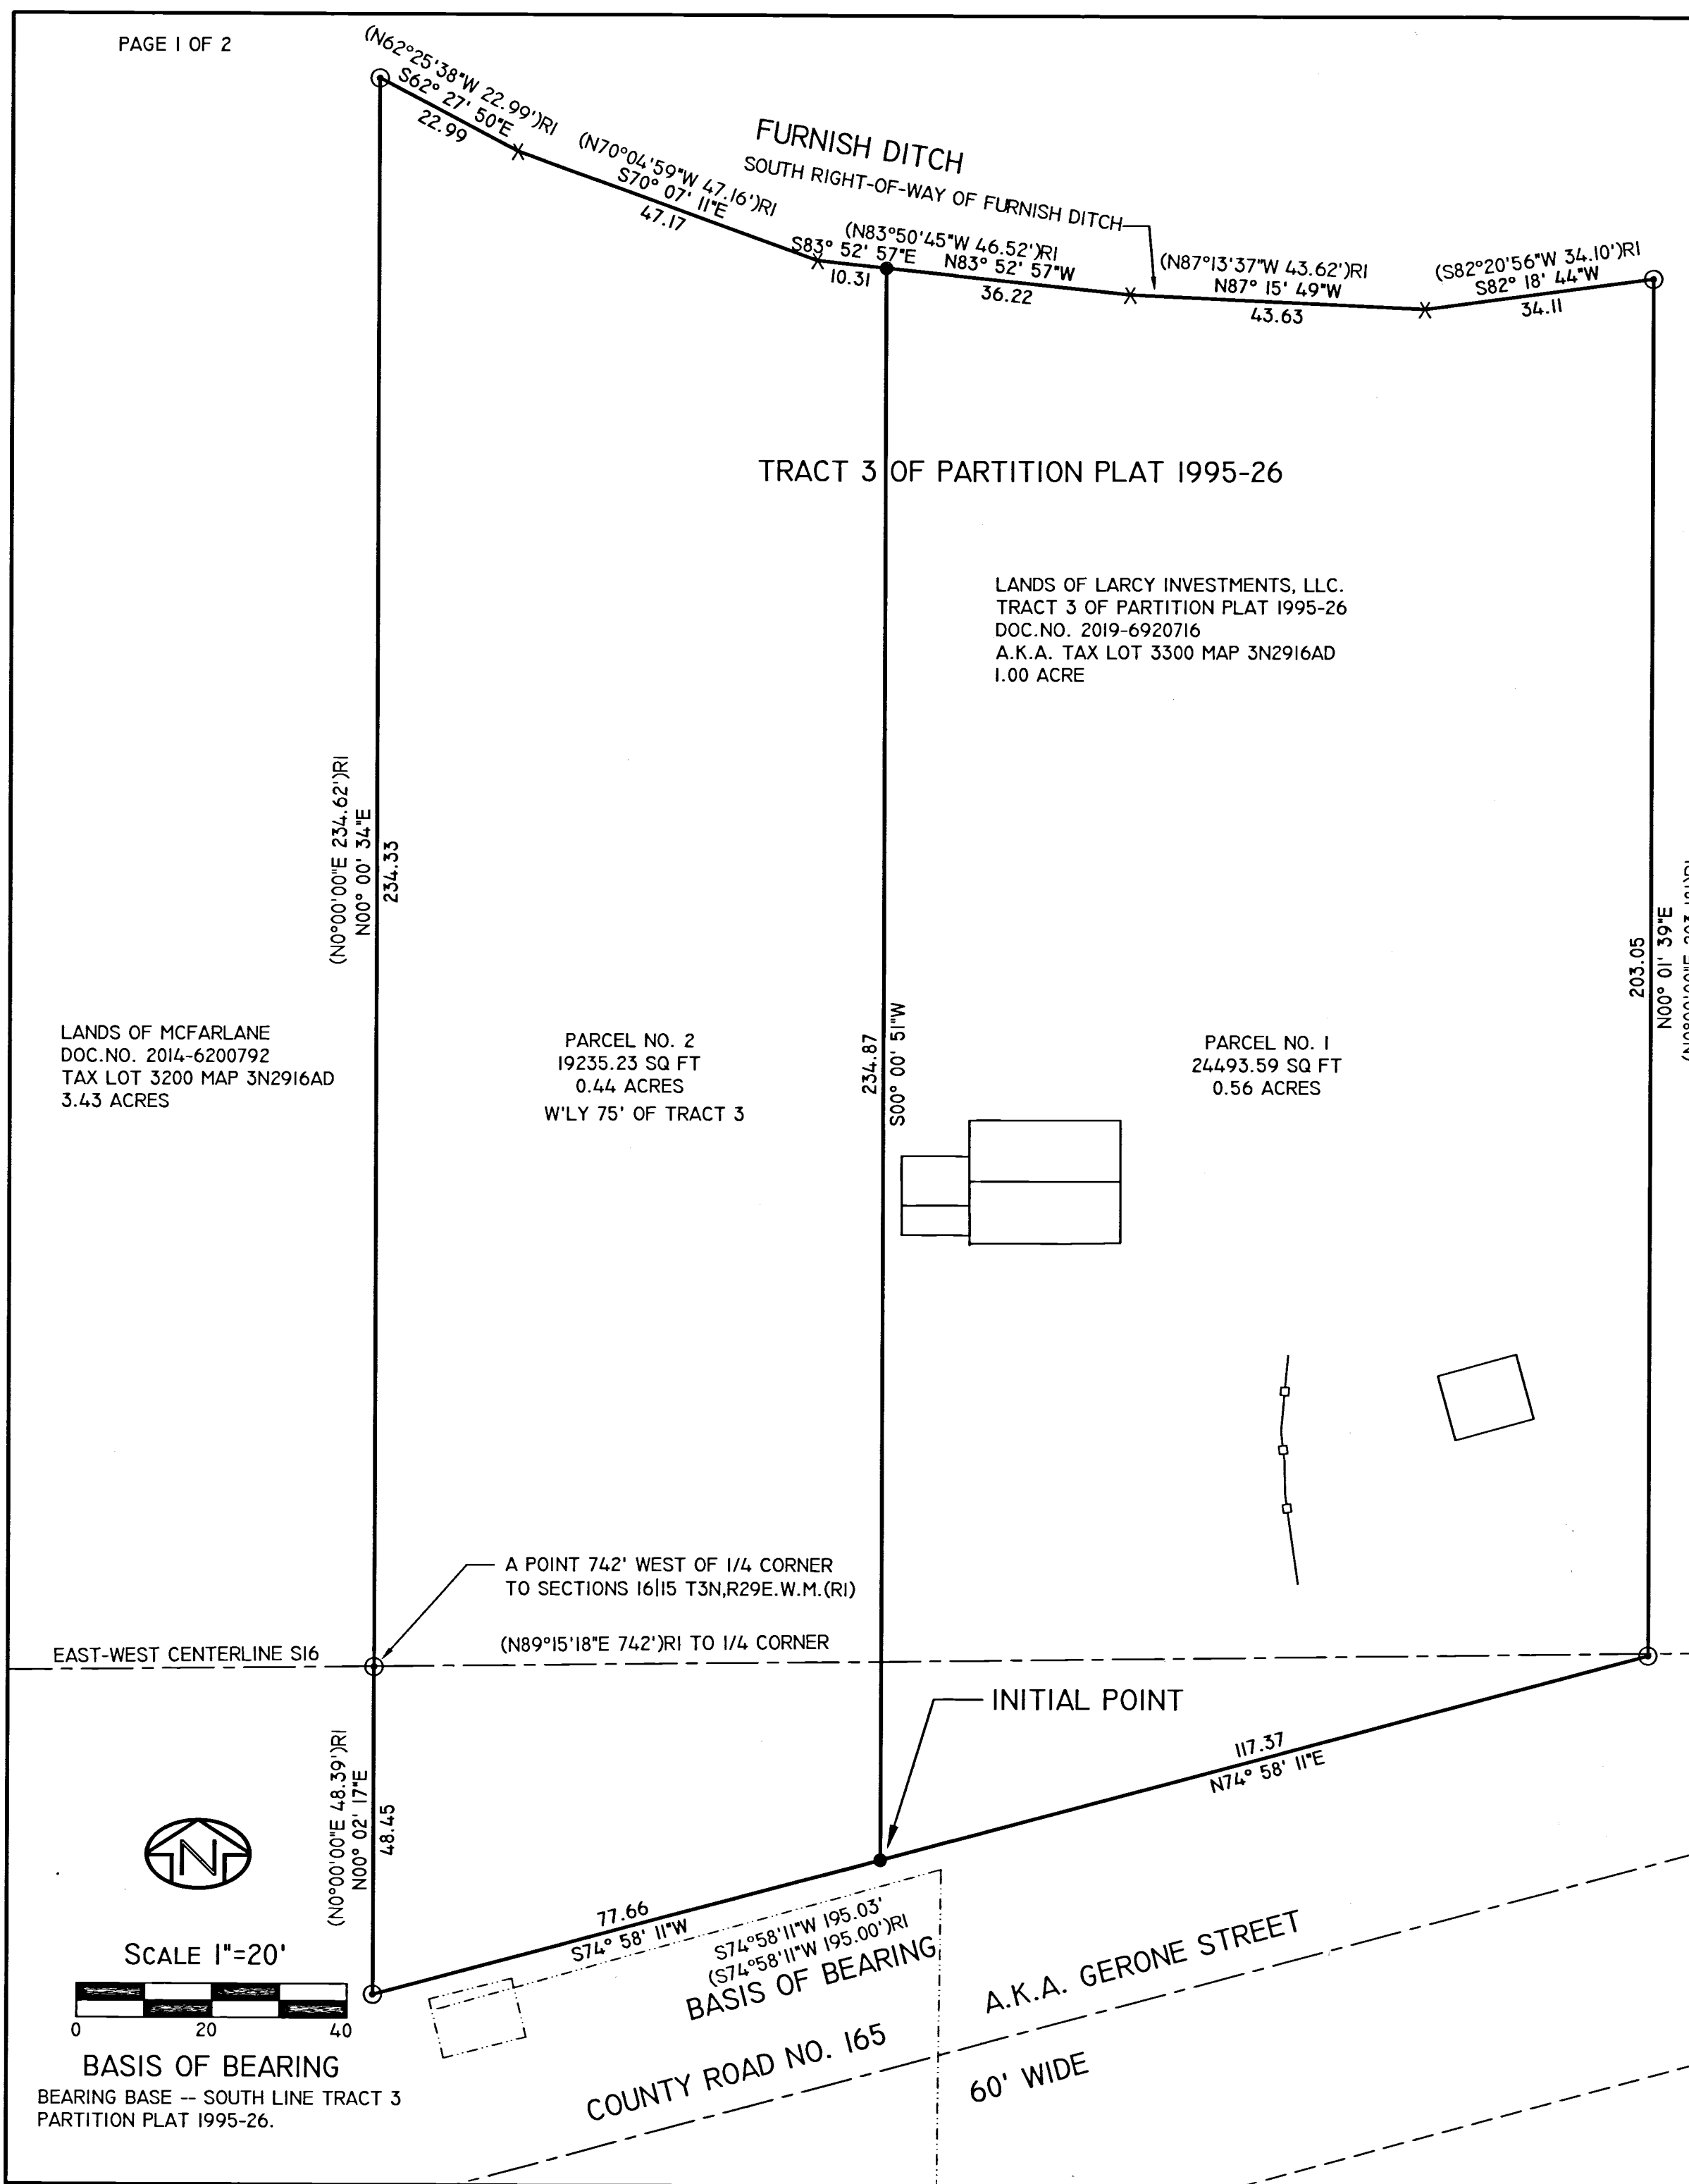 PAGE 1 OF 2
(N62°25'38"W 22.99')R1
S62° 27' 50"E
22.99
(N70°04'59"W 47.16')R1
S70° 07' 11"E
47.17
FURNISH DITCH
SOUTH RIGHT-OF-WAY OF FURNISH DITCH
(N83°50'45"W 46.52')R1
S83° 52' 57"E
10.31
N83° 52' 57"W
36.22
(N87°13'37"W 43.62')R1
N87° 15' 49"W
43.63
(S82°20'56"W 34.10')R1
S82° 18' 44"W
34.11
TRACT 3 OF PARTITION PLAT 1995-26
LANDS OF LARCY INVESTMENTS, LLC.
TRACT 3 OF PARTITION PLAT 1995-26
DOC.NO. 2019-6920716
A.K.A. TAX LOT 3300 MAP 3N2916AD
1.00 ACRE
(N0°00'00"E 234.62')R1
N00° 00' 34"E
234.33
203.05
N00° 01' 39"E
LANDS OF MCFARLANE
DOC.NO. 2014-6200792
TAX LOT 3200 MAP 3N2916AD
3.43 ACRES
PARCEL NO. 2
19235.23 SQ FT
0.44 ACRES
W'LY 75' OF TRACT 3
234.87
S00° 00' 51"W
PARCEL NO. 1
24493.59 SQ FT
0.56 ACRES
A POINT 742' WEST OF 1/4 CORNER
TO SECTIONS 16|15 T3N,R29E.W.M.(R1)
EAST-WEST CENTERLINE S16
(N89°15'18"E 742')R1 TO 1/4 CORNER
INITIAL POINT
(N0°00'00"E 48.39')R1
N00° 02' 17"E
48.45
117.37
N74° 58' 11"E
77.66
S74° 58' 11"W
S74°58'11"W 195.03'
(S74°58'11"W 195.00')R1
BASIS OF BEARING
N
SCALE 1"=20'
0 20 40
BASIS OF BEARING
BEARING BASE -- SOUTH LINE TRACT 3
PARTITION PLAT 1995-26.
COUNTY ROAD NO. 165
A.K.A. GERONE STREET
60' WIDE